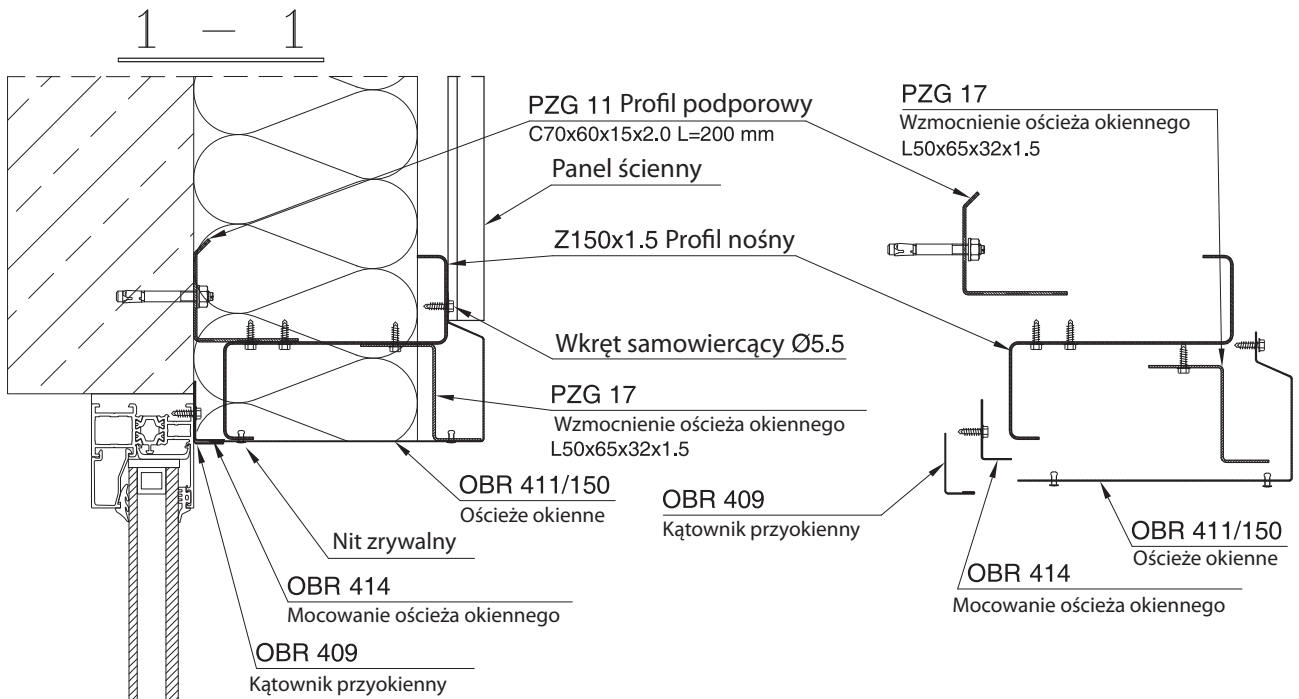 1 – 1
PZG 11 Profil podporowy
C70x60x15x2.0 L=200 mm
Panel ścienny
Z150x1.5 Profil nośny
Wkręt samowiercący Ø5.5
PZG 17
Wzmocnienie ościeża okiennego
L50x65x32x1.5
OBR 411/150
Ościeże okienne
Nit zrywalny
OBR 414
Mocowanie ościeża okiennego
OBR 409
Kątownik przyokienny
PZG 17
Wzmocnienie ościeża okiennego
L50x65x32x1.5
OBR 409
Kątownik przyokienny
OBR 411/150
Ościeże okienne
OBR 414
Mocowanie ościeża okiennego